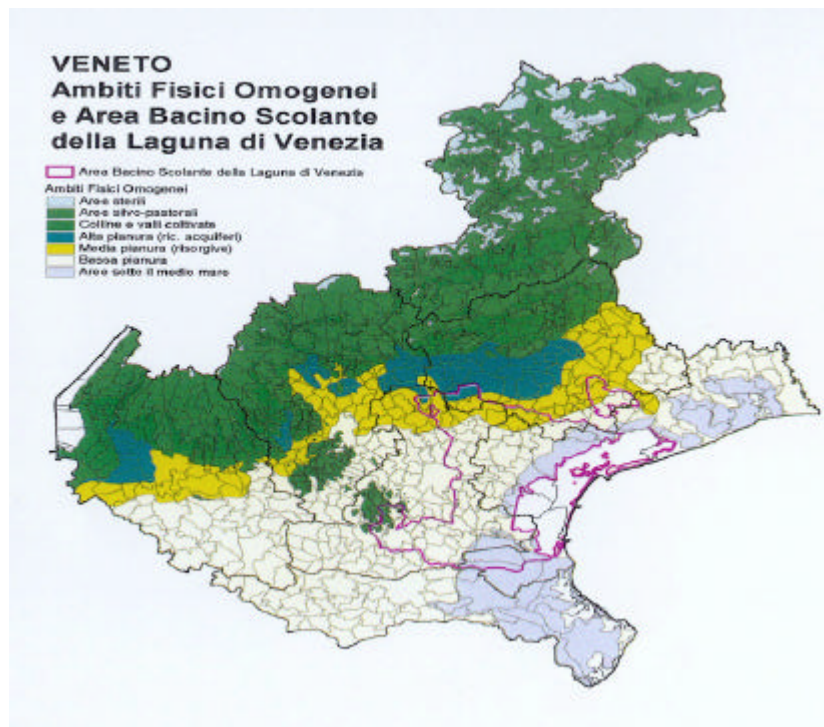 VENETO
Ambiti Fisici Omogenei
e Area Bacino Scolante
della Laguna di Venezia
Area Bacino Scolante della Laguna di Venezia
Ambiti Fisici Omogenei
Aree sterili
Aree silvo-pastorali
Colline e valli coltivate
Alta pianura (ric. acquiferi)
Media pianura (risorgive)
Bassa pianura
Aree sotto il medio mare